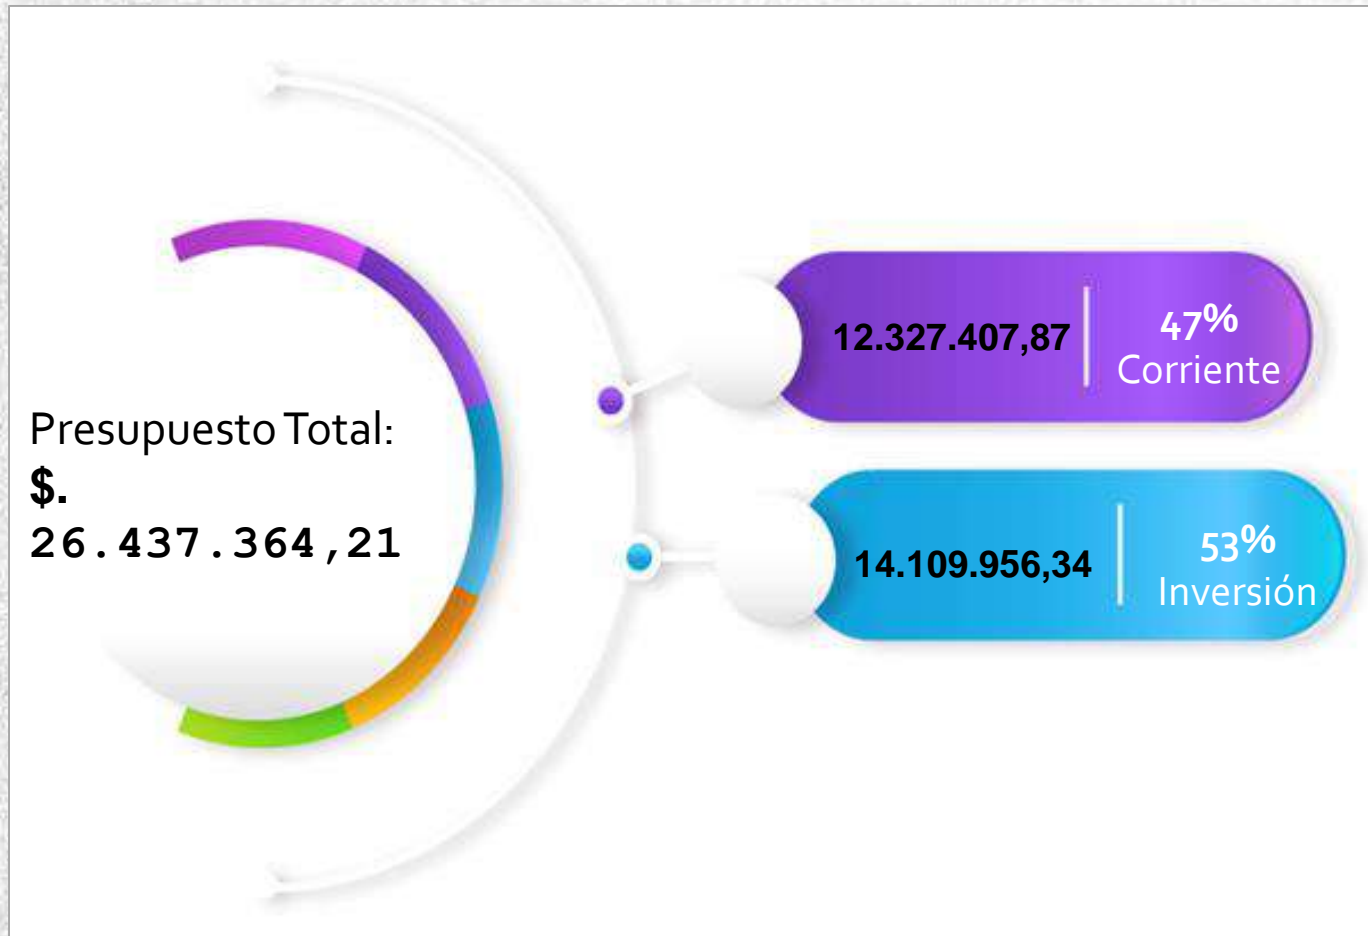 Presupuesto Total:
$.
26.437.364,21
12.327.407,87
47%
Corriente
14.109.956,34
53%
Inversión